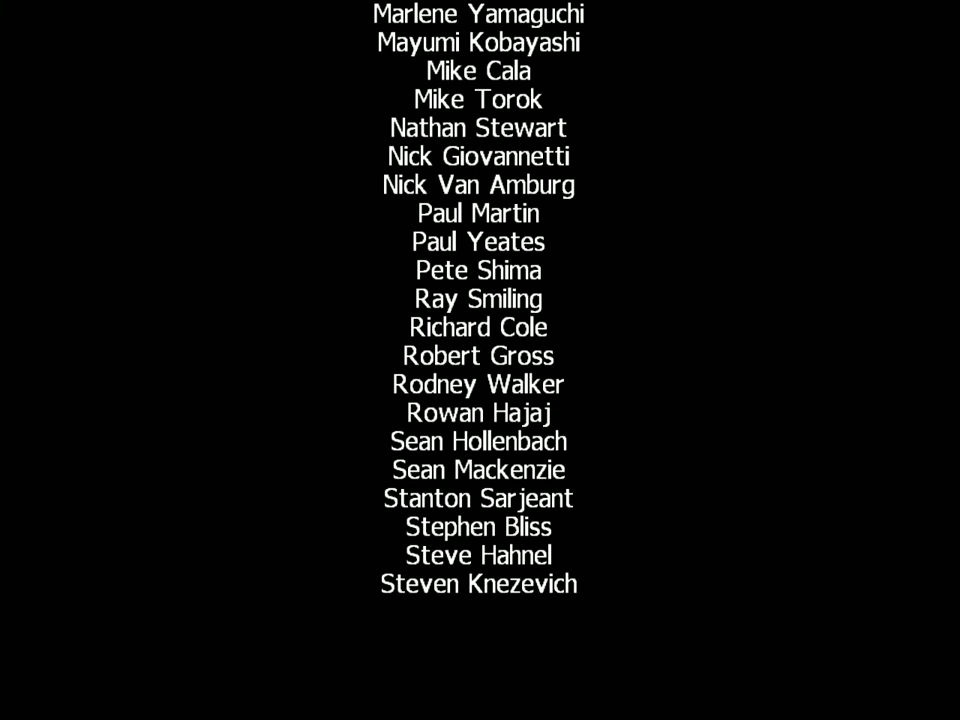 Marlene Yamaguchi
Mayumi Kobayashi
Mike Cala
Mike Torok
Nathan Stewart
Nick Giovannetti
Nick Van Amburg
Paul Martin
Paul Yeates
Pete Shima
Ray Smiling
Richard Cole
Robert Gross
Rodney Walker
Rowan Hajaj
Sean Hollenbach
Sean Mackenzie
Stanton Sarjeant
Stephen Bliss
Steve Hahnel
Steven Knezevich